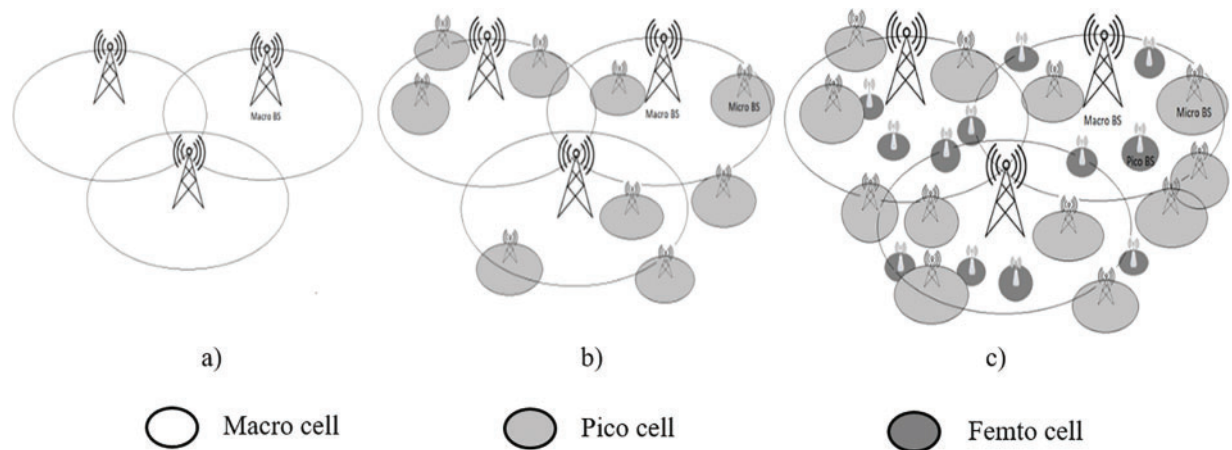 Macro BS
Macro BS
Micro BS
Macro BS
Micro BS
Pico BS
a)
b)
c)
Macro cell
Pico cell
Femto cell